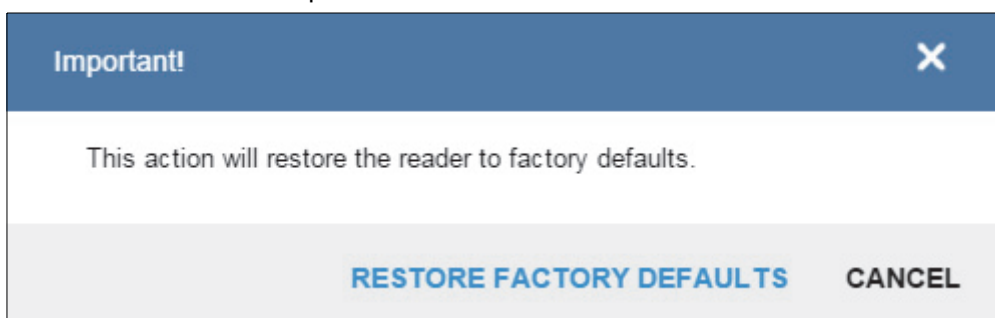 Important!
This action will restore the reader to factory defaults.
RESTORE FACTORY DEFAULTS CANCEL